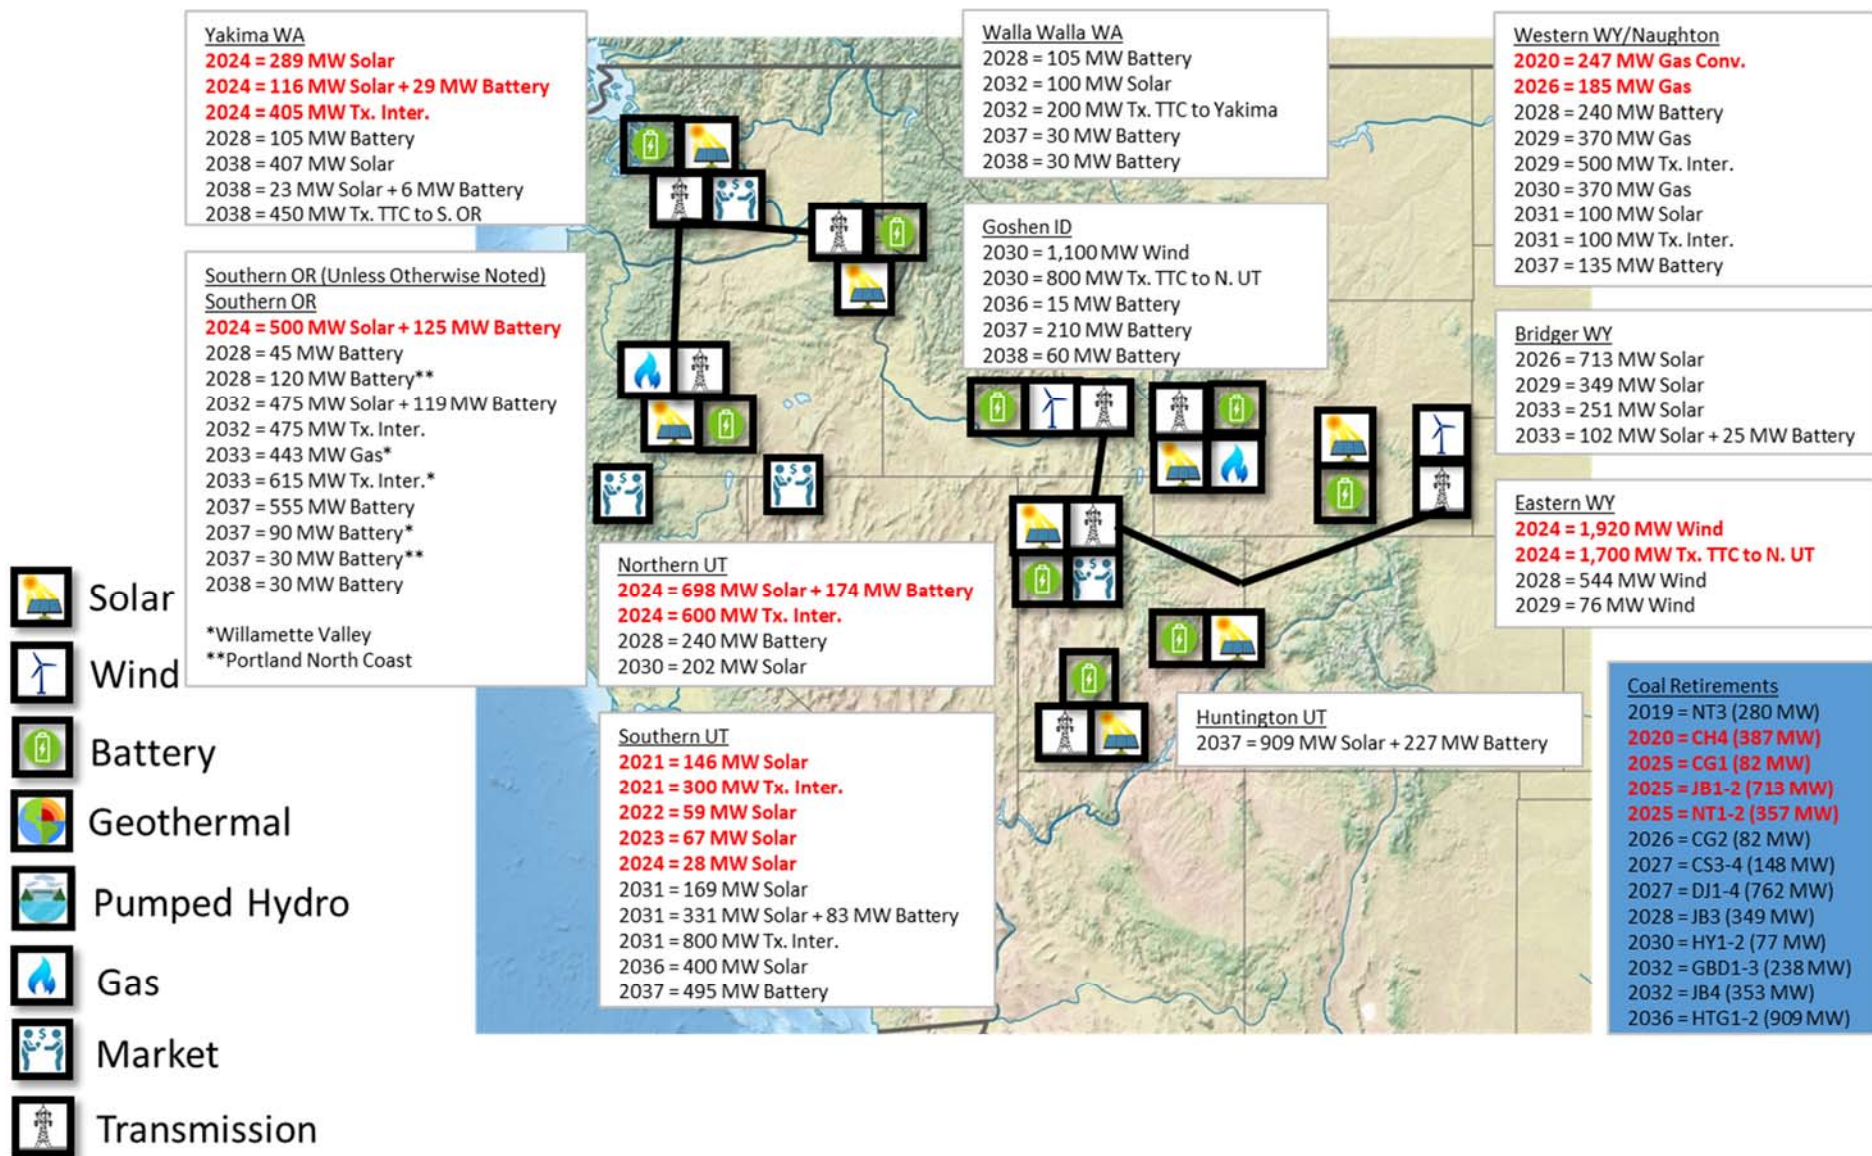 Yakima WA
2024 = 289 MW Solar
2024 = 116 MW Solar + 29 MW Battery
2024 = 405 MW Tx. Inter.
2028 = 105 MW Battery
2038 = 407 MW Solar
2038 = 23 MW Solar + 6 MW Battery
2038 = 450 MW Tx. TTC to S. OR
Walla Walla WA
2028 = 105 MW Battery
2032 = 100 MW Solar
2032 = 200 MW Tx. TTC to Yakima
2037 = 30 MW Battery
2038 = 30 MW Battery
Western WY/Naughton
2020 = 247 MW Gas Conv.
2026 = 185 MW Gas
2028 = 240 MW Battery
2029 = 370 MW Gas
2029 = 500 MW Tx. Inter.
2030 = 370 MW Gas
2031 = 100 MW Solar
2031 = 100 MW Tx. Inter.
2037 = 135 MW Battery
Southern OR (Unless Otherwise Noted)
Southern OR
2024 = 500 MW Solar + 125 MW Battery
2028 = 45 MW Battery
2028 = 120 MW Battery**
2032 = 475 MW Solar + 119 MW Battery
2032 = 475 MW Tx. Inter.
2033 = 443 MW Gas*
2033 = 615 MW Tx. Inter.*
2037 = 555 MW Battery
2037 = 90 MW Battery*
2037 = 30 MW Battery**
2038 = 30 MW Battery
*Willamette Valley
**Portland North Coast
Goshen ID
2030 = 1,100 MW Wind
2030 = 800 MW Tx. TTC to N. UT
2036 = 15 MW Battery
2037 = 210 MW Battery
2038 = 60 MW Battery
Bridger WY
2026 = 713 MW Solar
2029 = 349 MW Solar
2033 = 251 MW Solar
2033 = 102 MW Solar + 25 MW Battery
Eastern WY
2024 = 1,920 MW Wind
2024 = 1,700 MW Tx. TTC to N. UT
2028 = 544 MW Wind
2029 = 76 MW Wind
Northern UT
2024 = 698 MW Solar + 174 MW Battery
2024 = 600 MW Tx. Inter.
2028 = 240 MW Battery
2030 = 202 MW Solar
Southern UT
2021 = 146 MW Solar
2021 = 300 MW Tx. Inter.
2022 = 59 MW Solar
2023 = 67 MW Solar
2024 = 28 MW Solar
2031 = 169 MW Solar
2031 = 331 MW Solar + 83 MW Battery
2031 = 800 MW Tx. Inter.
2036 = 400 MW Solar
2037 = 495 MW Battery
Huntington UT
2037 = 909 MW Solar + 227 MW Battery
Coal Retirements
2019 = NT3 (280 MW)
2020 = CH4 (387 MW)
2025 = CG1 (82 MW)
2025 = JB1-2 (713 MW)
2025 = NT1-2 (357 MW)
2026 = CG2 (82 MW)
2027 = CS3-4 (148 MW)
2027 = DJ1-4 (762 MW)
2028 = JB3 (349 MW)
2030 = HY1-2 (77 MW)
2032 = GBD1-3 (238 MW)
2032 = JB4 (353 MW)
2036 = HTG1-2 (909 MW)
Solar
Wind
Battery
Geothermal
Pumped Hydro
Gas
Market
Transmission